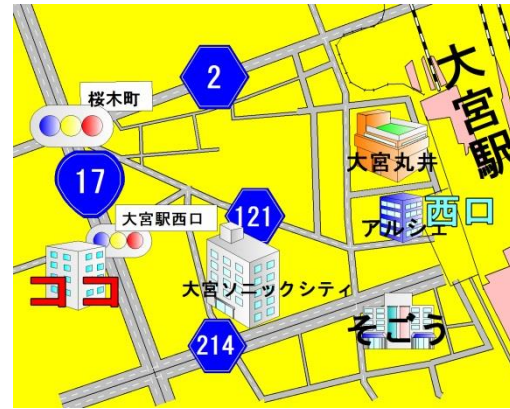 2
桜木町
大宮駅
大宮丸井
17
大宮駅西口
121
アルシェ
西口
ココ
大宮ソニックシティ
そごう
214